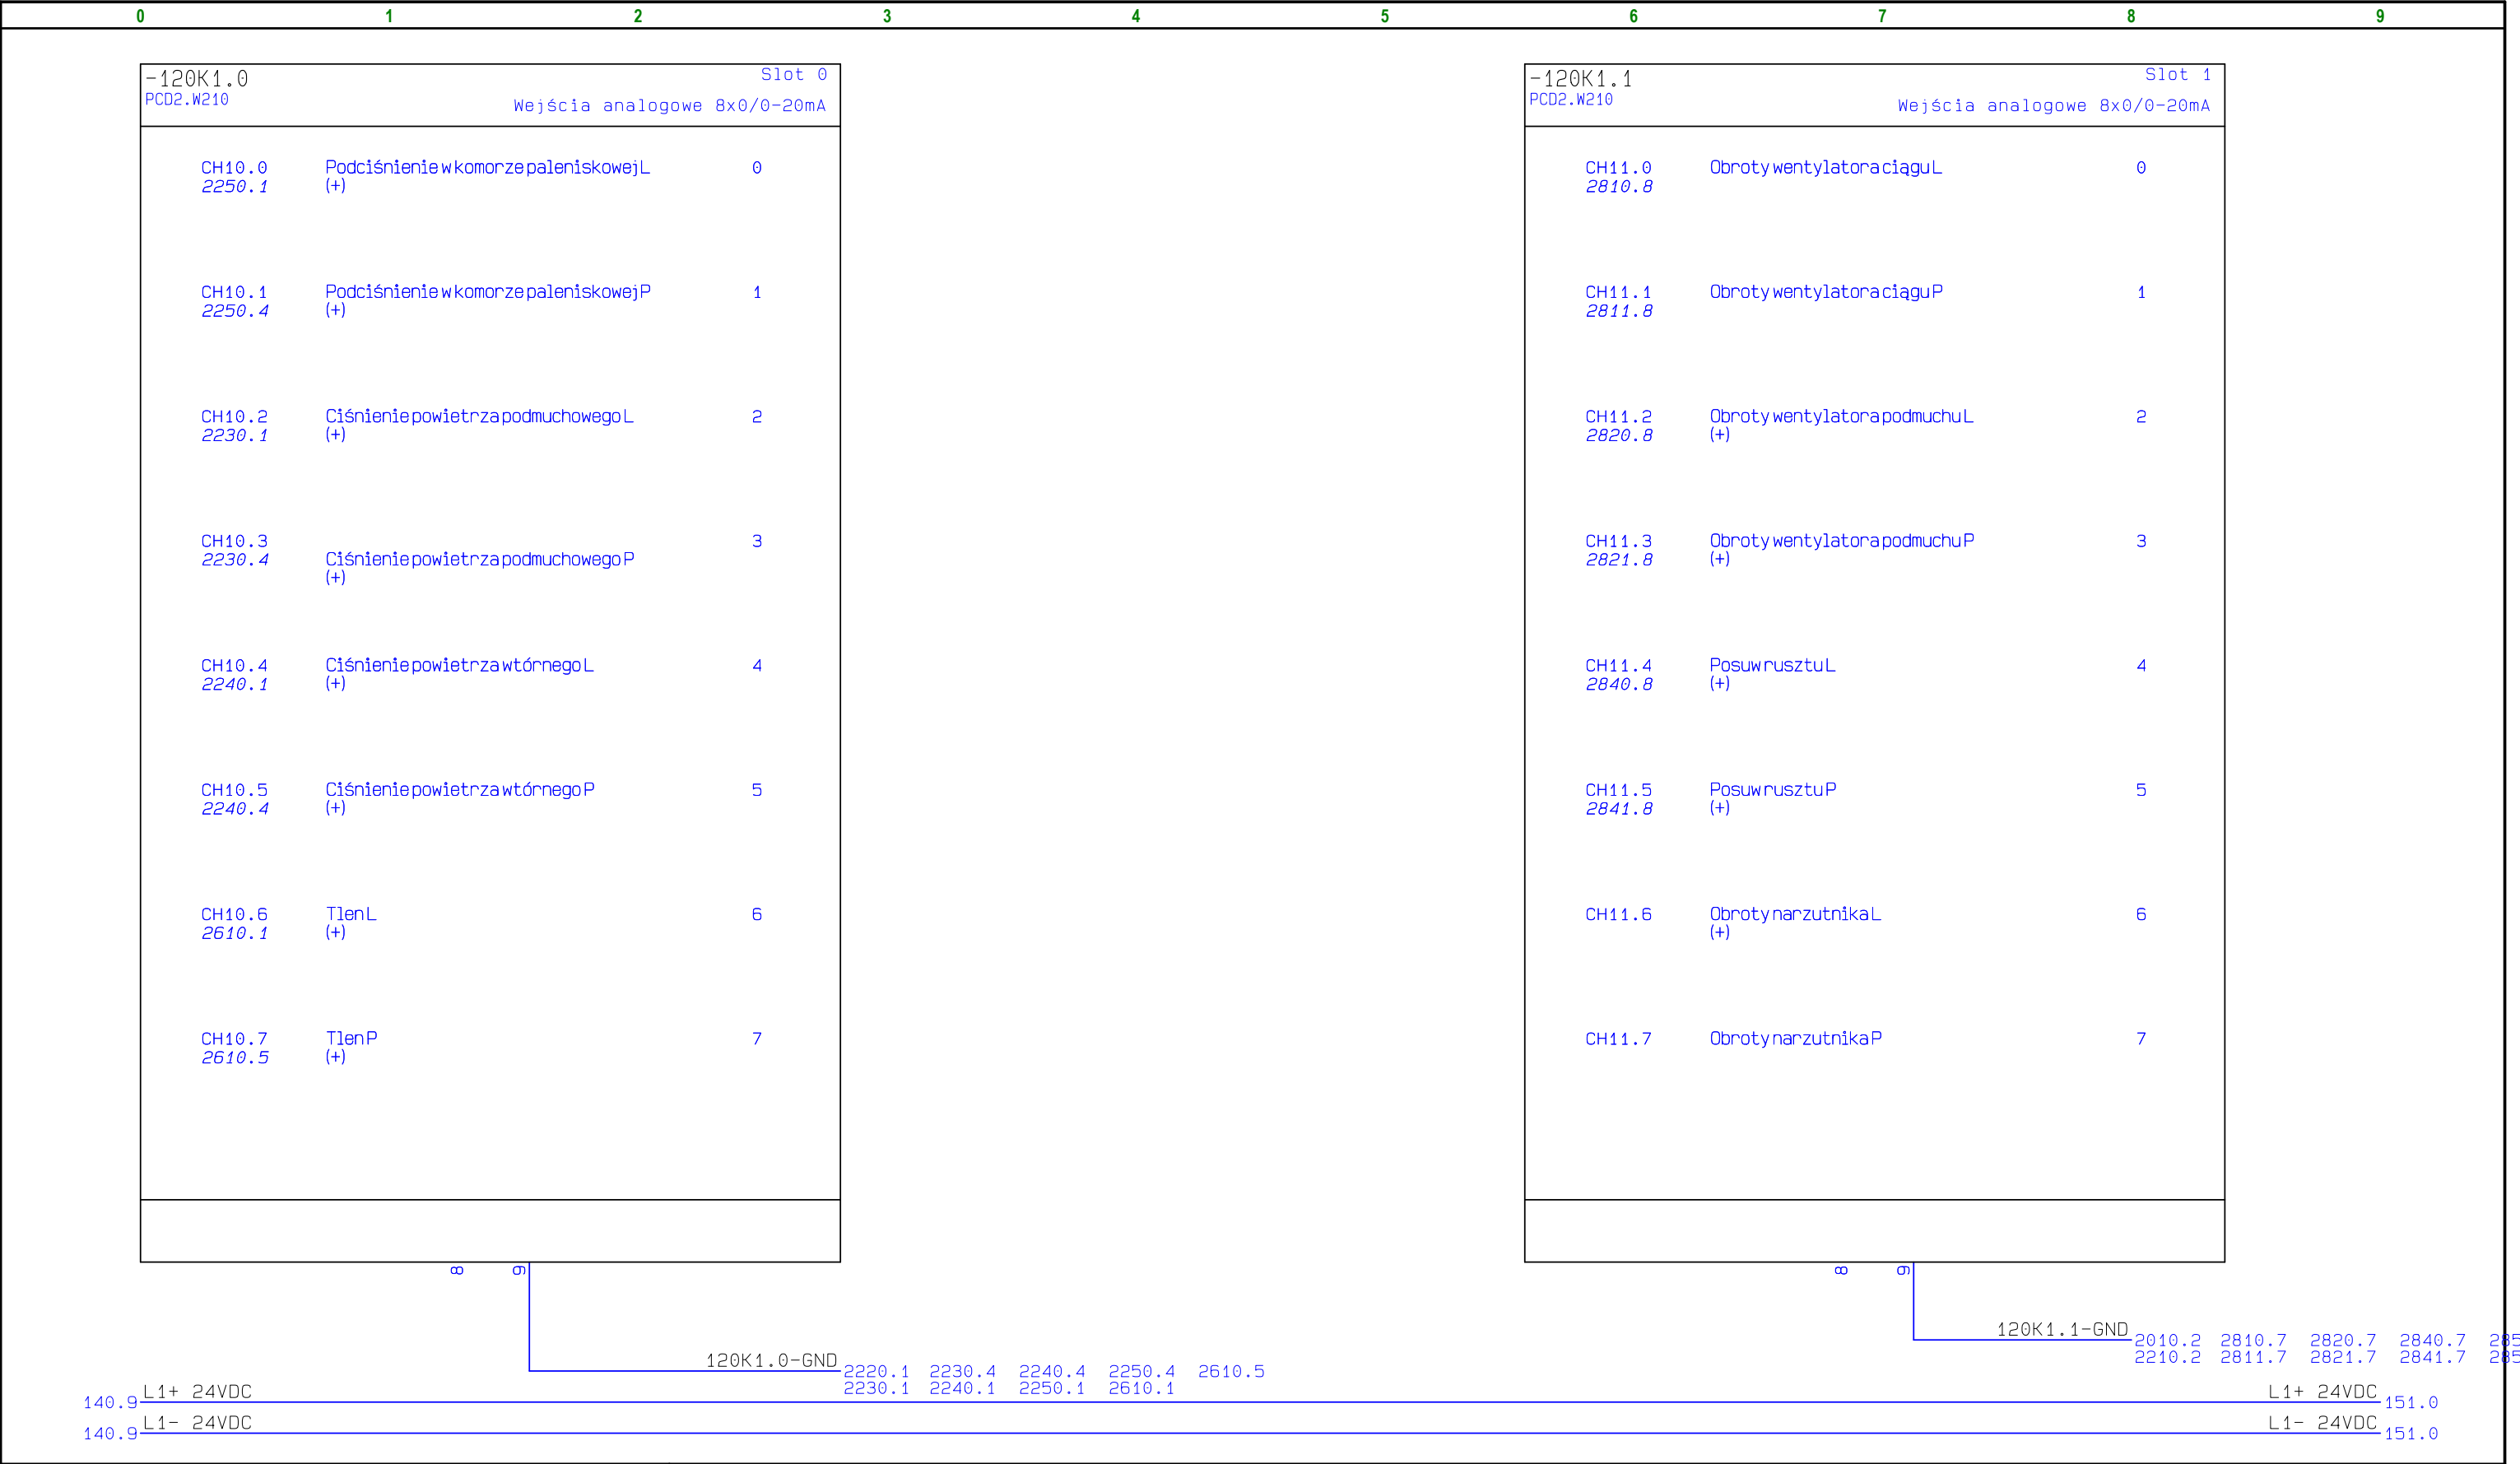 0 1 2 3 4 5 6 7 8 9
-120K1.0 Slot 0
PCD2.W210 Wejścia analogowe 8x0/0-20mA
CH10.0 Podciśnienie w komorze paleniskowej L 0
2250.1 (+)
CH10.1 Podciśnienie w komorze paleniskowej P 1
2250.4 (+)
CH10.2 Ciśnienie powietrza podmuchowego L 2
2230.1 (+)
CH10.3 3
2230.4 Ciśnienie powietrza podmuchowego P
(+)
CH10.4 Ciśnienie powietrza wtórnego L 4
2240.1 (+)
CH10.5 Ciśnienie powietrza wtórnego P 5
2240.4 (+)
CH10.6 Tlen L 6
2610.1 (+)
CH10.7 Tlen P 7
2610.5 (+)
8 9
120K1.0-GND 2220.1 2230.4 2240.4 2250.4 2610.5
2230.1 2240.1 2250.1 2610.1
-120K1.1 Slot 1
PCD2.W210 Wejścia analogowe 8x0/0-20mA
CH11.0 Obroty wentylatora ciągu L 0
2810.8
CH11.1 Obroty wentylatora ciągu P 1
2811.8
CH11.2 Obroty wentylatora podmuchu L 2
2820.8 (+)
CH11.3 Obroty wentylatora podmuchu P 3
2821.8 (+)
CH11.4 Posuw rusztu L 4
2840.8 (+)
CH11.5 Posuw rusztu P 5
2841.8 (+)
CH11.6 Obroty narzutnika L 6
(+)
CH11.7 Obroty narzutnika P 7
8 9
120K1.1-GND 2010.2 2810.7 2820.7 2840.7
2210.2 2811.7 2821.7 2841.7
140.9 L1+ 24VDC L1+ 24VDC 151.0
140.9 L1- 24VDC L1- 24VDC 151.0